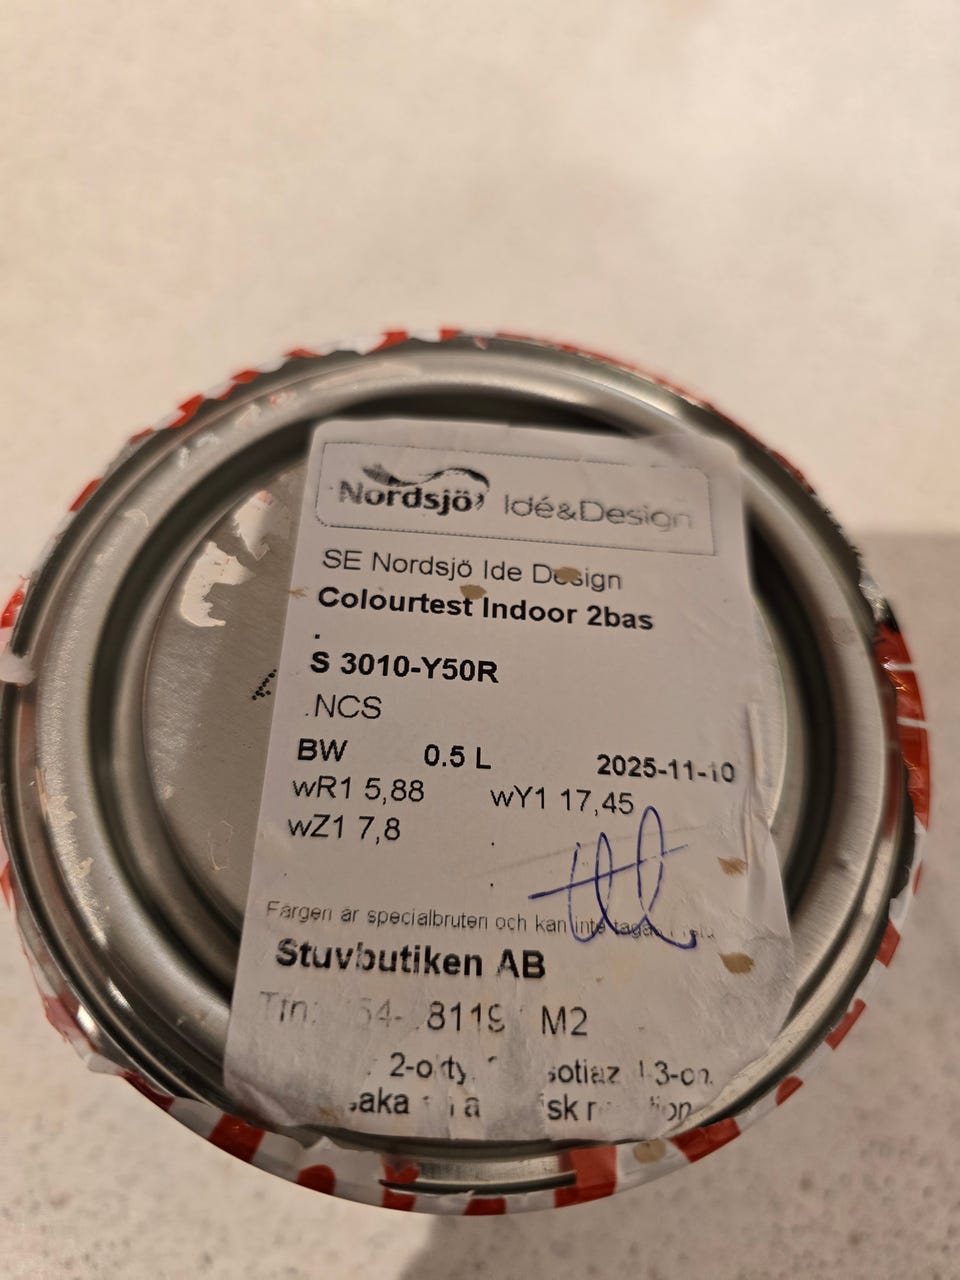 Nordsjö Idé&Design
SE Nordsjö Ide Design
Colourtest Indoor 2bas
.
S 3010-Y50R
.NCS
BW 0.5 L 2025-11-10
wR1 5,88 wY1 17,45
wZ1 7,8
Färgen är specialbruten och kan inte
Stuvbutiken AB
M2